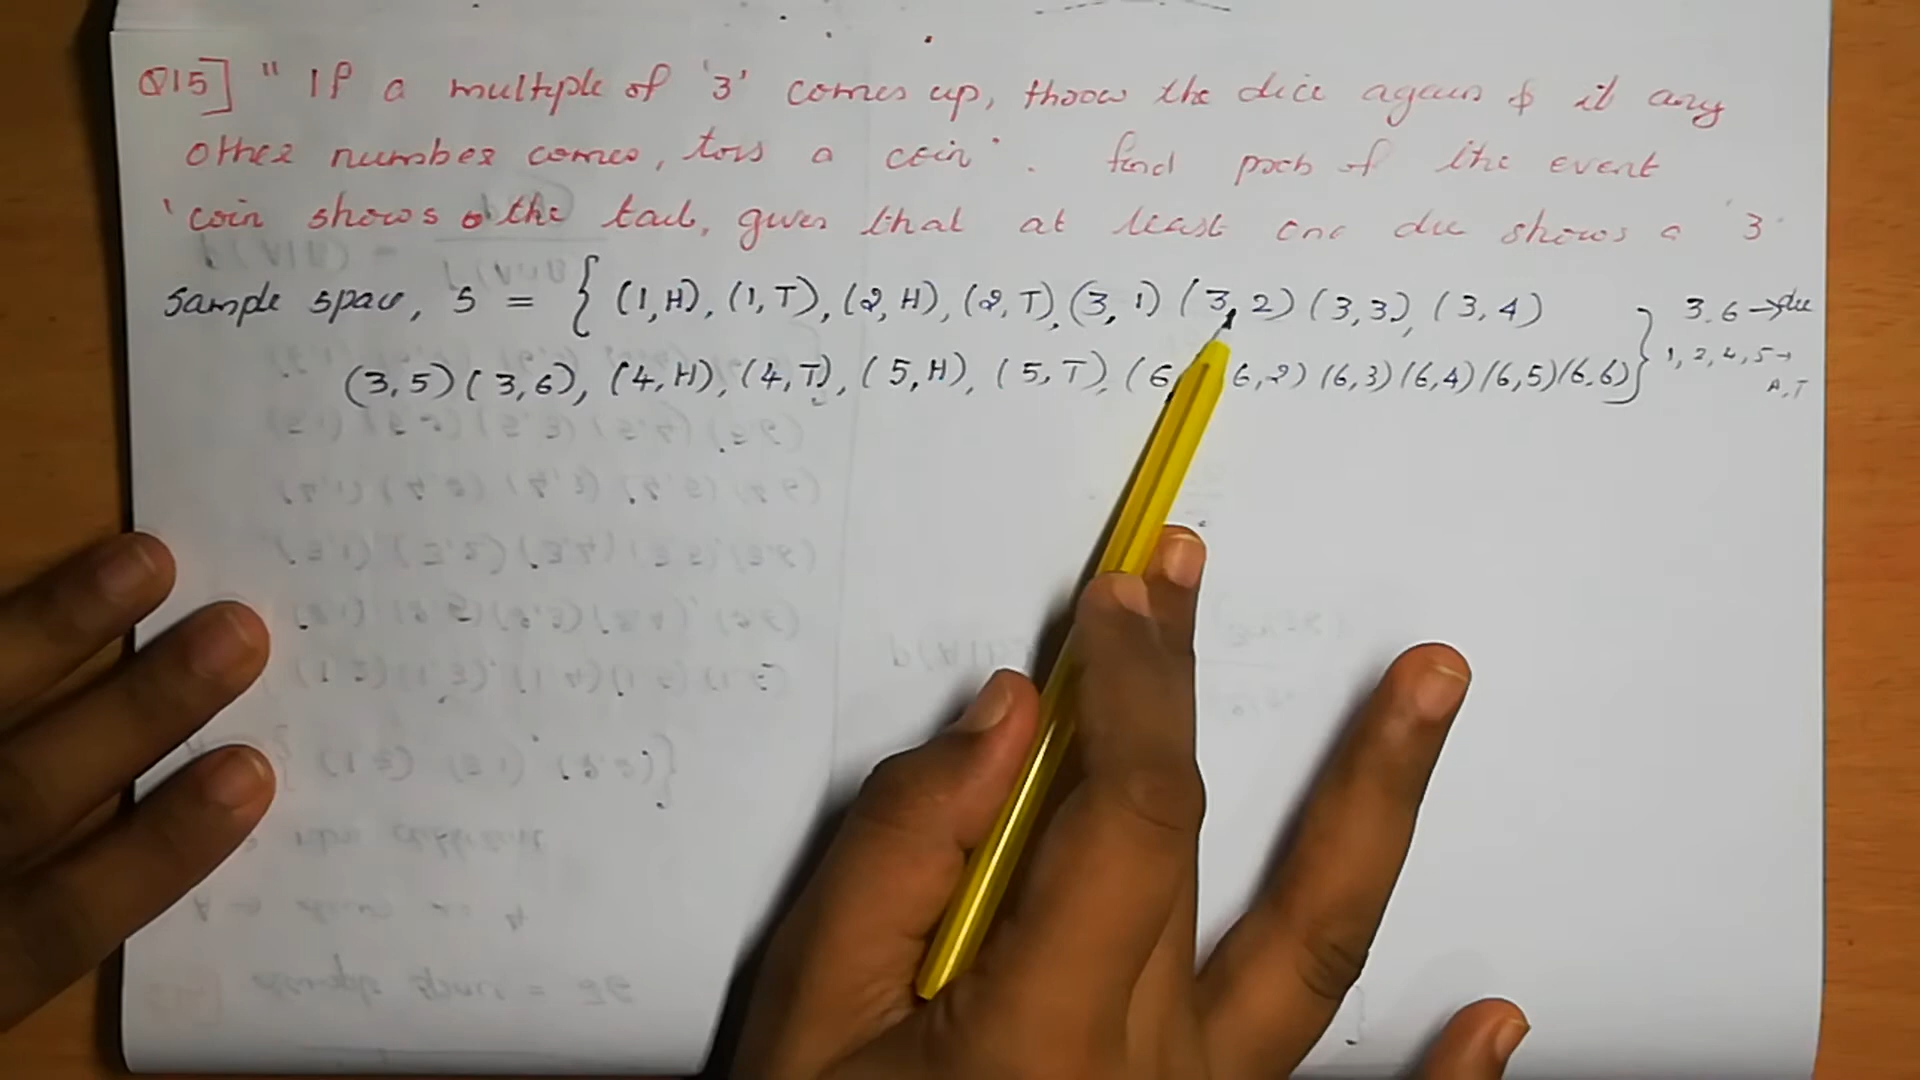 Q15] " If a multiple of '3' comes up, throw the dice again & if any
other number comes, toss a coin". Find prob of the event
'coin shows the tail, given that at least one die shows a '3'
Sample space, S = { (1,H), (1,T), (2,H), (2,T), (3,1) (3,2) (3,3), (3,4)
(3,5) (3,6), (4,H), (4,T), (5,H), (5,T), (6, 6,2) (6,3) (6,4) (6,5) (6,6) }
3.6 → die
1, 2, 4, 5 →
H,T